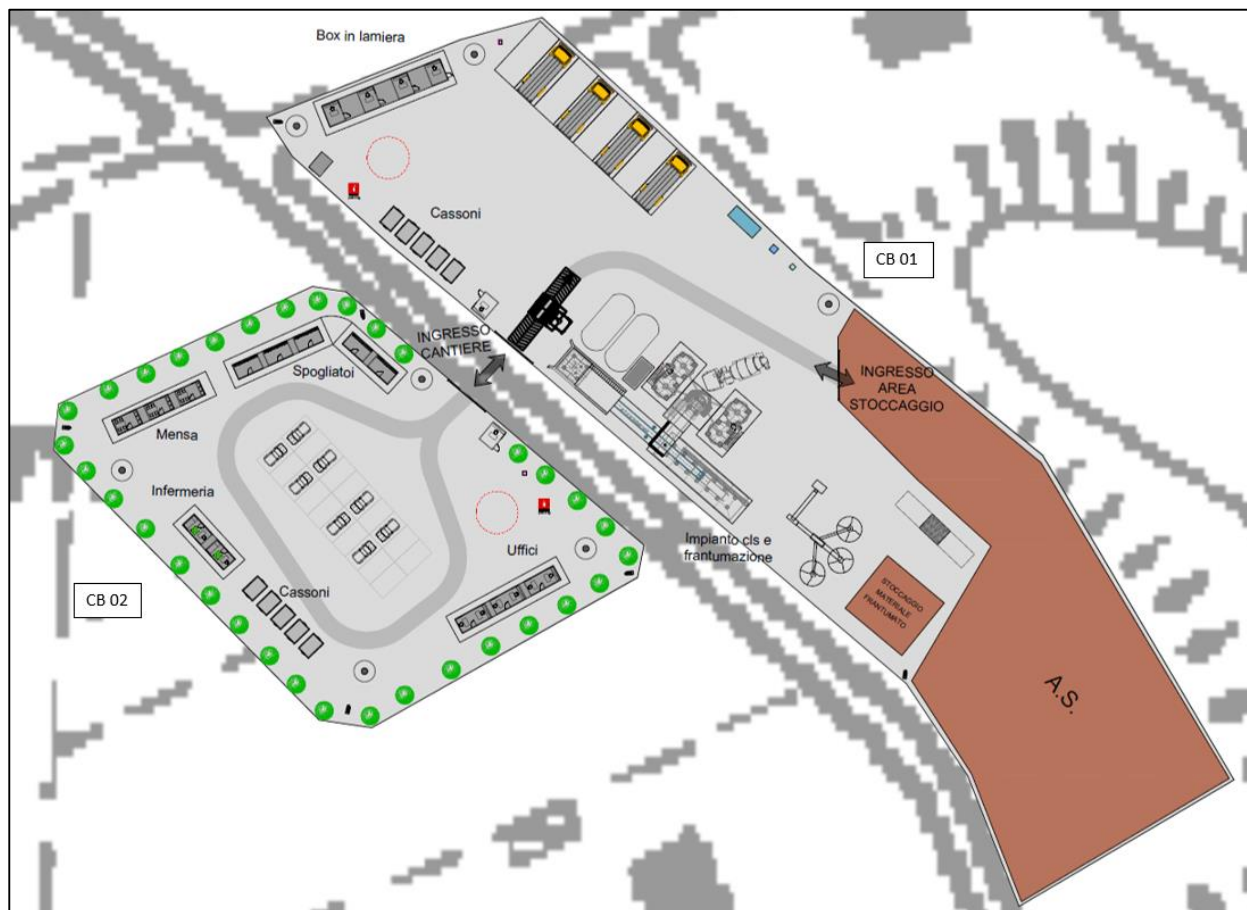 Box in lamiera
Cassoni
CB 01
INGRESSO
CANTIERE
INGRESSO
AREA
STOCCAGGIO
Spogliatoi
Mensa
Infermeria
Uffici
Impianto cls e
frantumazione
Cassoni
CB 02
STOCCAGGIO
MATERIALE
FRANTUMATO
A.S.